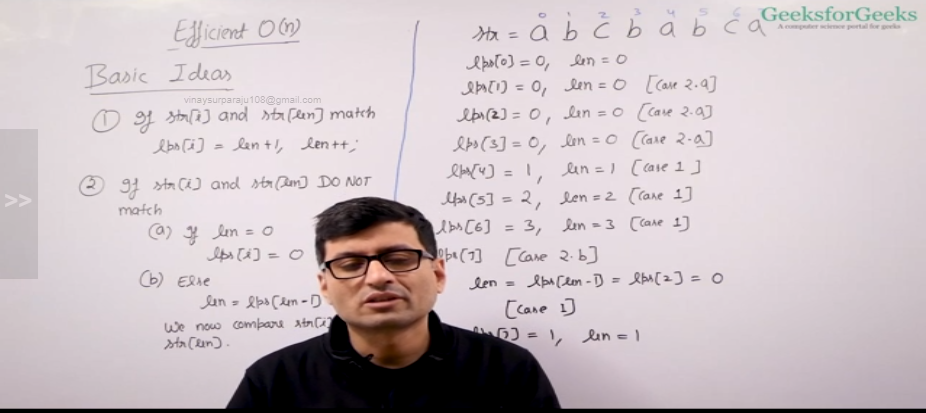 Efficient O(n)
Basic Ideas
vinaysurparaju108@gmail.com
① If str[i] and str[len] match
lps[i] = len+1, len++;
② If str[i] and str[len] DO NOT
match
(a) If len = 0
lps[i] = 0
(b) Else
len = lps[len-1]
We now compare str[i]
str[len].
0 1 2 3 4 5 6
str = a b c b a b c a
GeeksforGeeks
A computer science portal for geeks
lps[0] = 0, len = 0
lps[1] = 0, len = 0 [Case 2.a]
lps[2] = 0, len = 0 [Case 2.a]
lps[3] = 0, len = 0 [Case 2.a]
lps[4] = 1, len = 1 [Case 1]
lps[5] = 2, len = 2 [Case 1]
lps[6] = 3, len = 3 [Case 1]
lps[7] [Case 2.b]
len = lps[len-1] = lps[2] = 0
[Case 1]
= 1, len = 1
>>